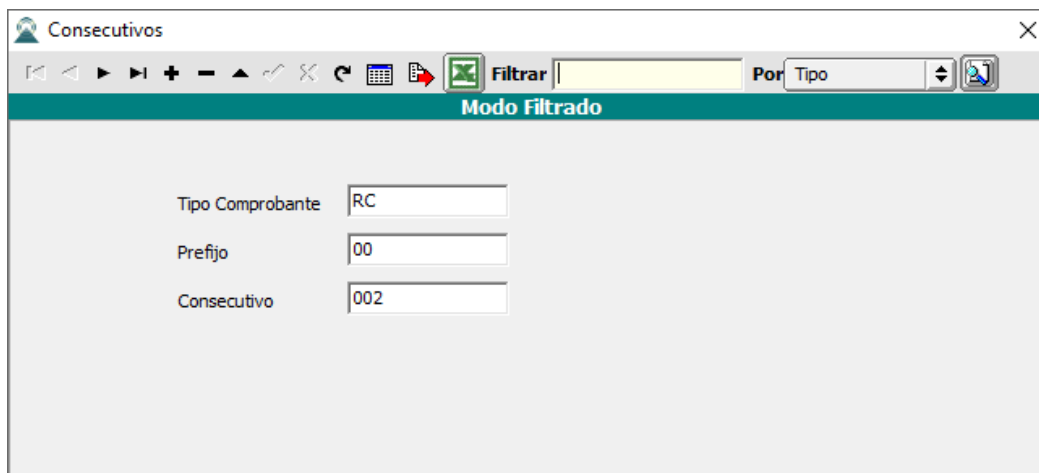 Consecutivos
Filtrar Por Tipo
Modo Filtrado
Tipo Comprobante RC
Prefijo 00
Consecutivo 002